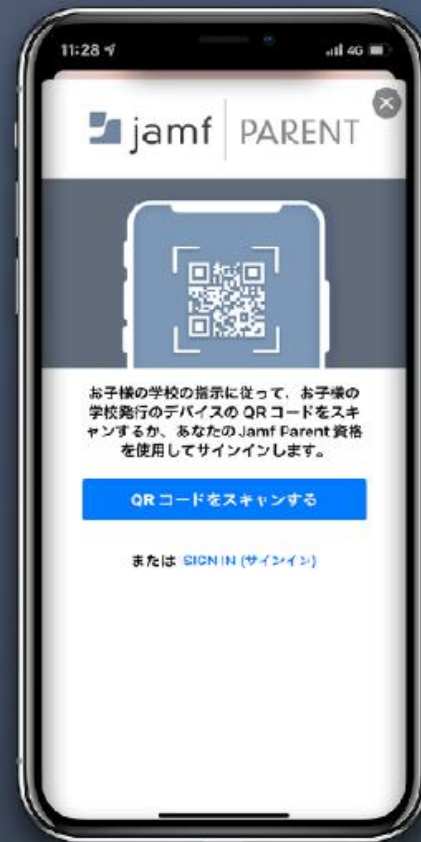 11:28
4G
jamf PARENT
お子様の学校の指示に従って、お子様の
学校発行のデバイスの QR コードをスキ
ャンするか、あなたの Jamf Parent 資格
を使用してサインインします。
QR コードをスキャンする
または SIGN IN (サインイン)